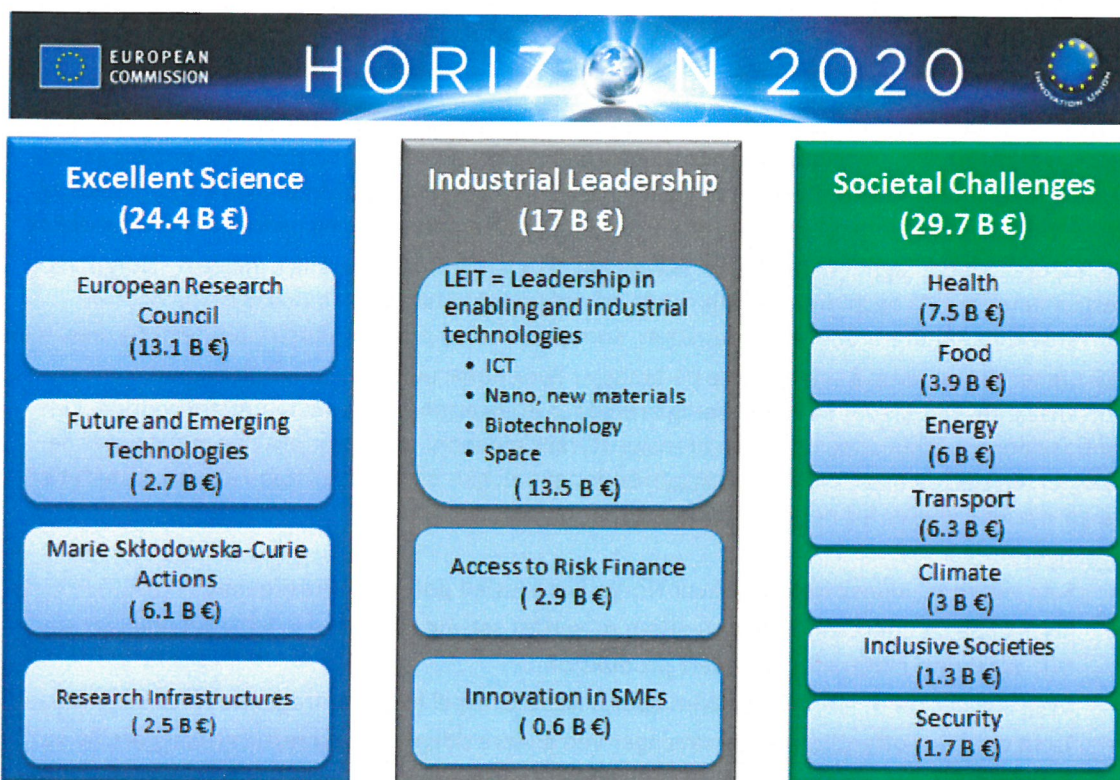 EUROPEAN
COMMISSION
HORIZON 2020
INNOVATION UNION
Excellent Science
(24.4 B €)
European Research
Council
(13.1 B €)
Future and Emerging
Technologies
( 2.7 B €)
Marie Skłodowska-Curie
Actions
( 6.1 B €)
Research Infrastructures
( 2.5 B €)
Industrial Leadership
(17 B €)
LEIT = Leadership in
enabling and industrial
technologies
• ICT
• Nano, new materials
• Biotechnology
• Space
( 13.5 B €)
Access to Risk Finance
( 2.9 B €)
Innovation in SMEs
( 0.6 B €)
Societal Challenges
(29.7 B €)
Health
(7.5 B €)
Food
(3.9 B €)
Energy
(6 B €)
Transport
(6.3 B €)
Climate
(3 B €)
Inclusive Societies
(1.3 B €)
Security
(1.7 B €)